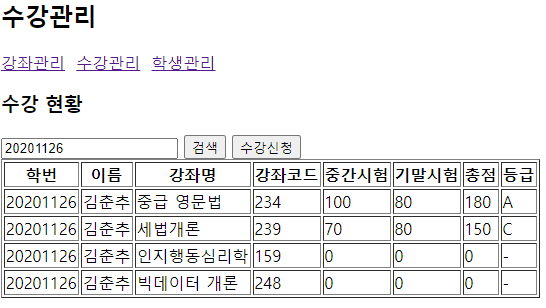 수강관리
강좌관리 수강관리 학생관리
수강 현황
20201126 검색 수강신청
학번 이름 강좌명 강좌코드 중간시험 기말시험 총점 등급
20201126 김춘추 중급 영문법 234 100 80 180 A
20201126 김춘추 세법개론 239 70 80 150 C
20201126 김춘추 인지행동심리학 159 0 0 0 -
20201126 김춘추 빅데이터 개론 248 0 0 0 -